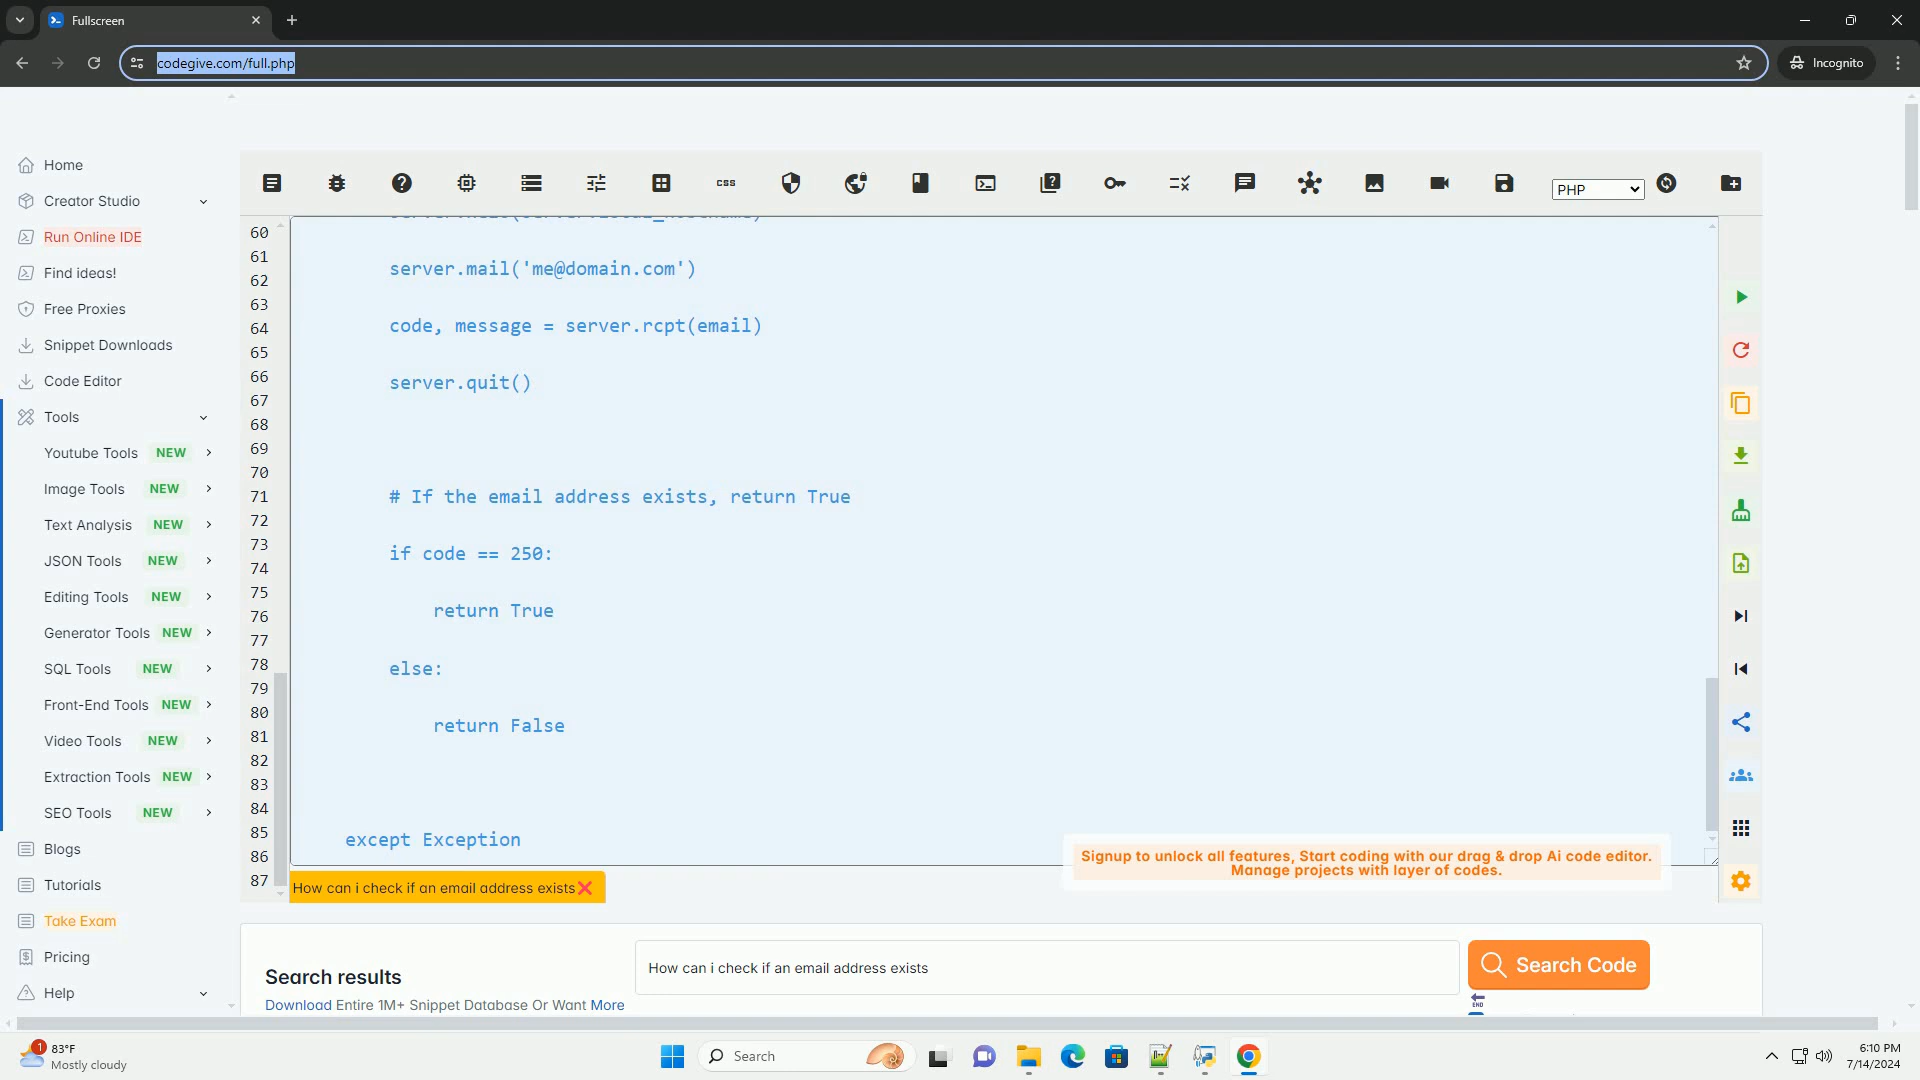 Fullscreen
codegive.com/full.php
Incognito
Home
Creator Studio
Run Online IDE
Find ideas!
Free Proxies
Snippet Downloads
Code Editor
Tools
Youtube Tools NEW
Image Tools NEW
Text Analysis NEW
JSON Tools NEW
Editing Tools NEW
Generator Tools NEW
SQL Tools NEW
Front-End Tools NEW
Video Tools NEW
Extraction Tools NEW
SEO Tools NEW
Blogs
Tutorials
Take Exam
Pricing
Help
css
PHP
60
61
62
63
64
65
66
67
68
69
70
71
72
73
74
75
76
77
78
79
80
81
82
83
84
85
86
87
server.mail('me@domain.com')
code, message = server.rcpt(email)
server.quit()
# If the email address exists, return True
if code == 250:
return True
else:
return False
except Exception
Signup to unlock all features, Start coding with our drag & drop Ai code editor.
Manage projects with layer of codes.
How can i check if an email address exists
Search results
Download Entire 1M+ Snippet Database Or Want More
How can i check if an email address exists
Search Code
END
1
83°F
Mostly cloudy
Search
6:10 PM
7/14/2024